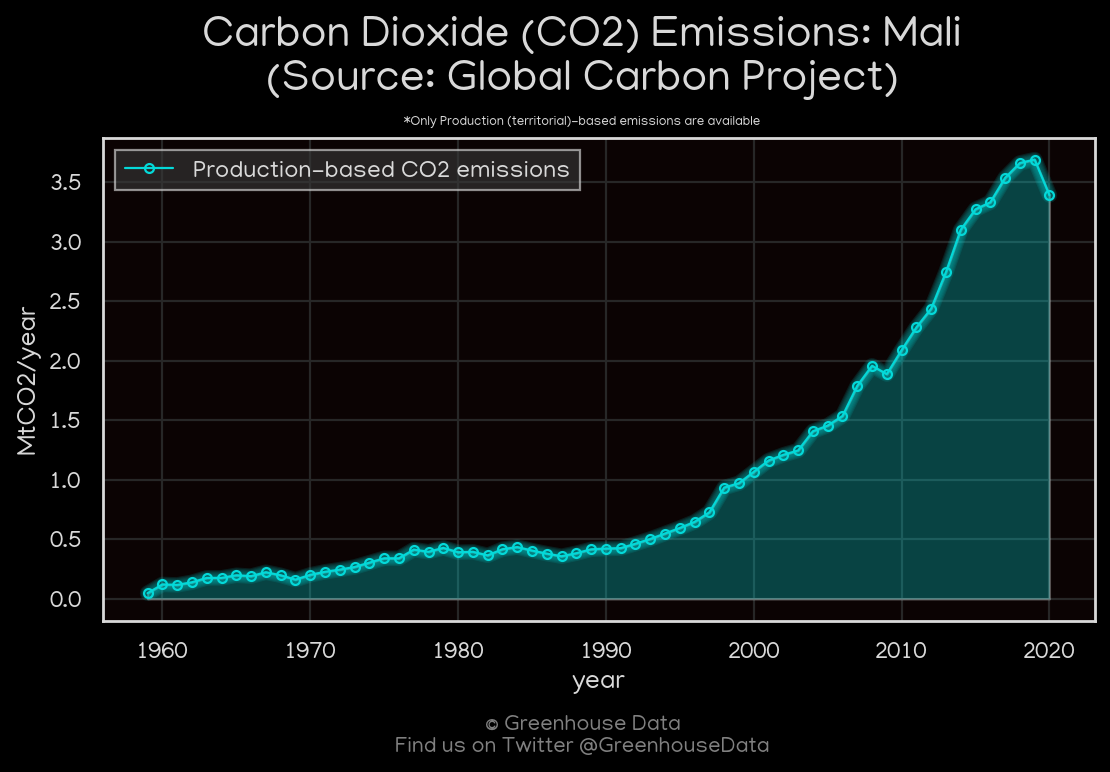 Carbon Dioxide (CO2) Emissions: Mali
(Source: Global Carbon Project)
*Only Production (territorial)-based emissions are available
Production-based CO2 emissions
3.5
3.0
2.5
2.0
1.5
1.0
0.5
0.0
MtCO2/year
1960 1970 1980 1990 2000 2010 2020
year
© Greenhouse Data
Find us on Twitter @GreenhouseData